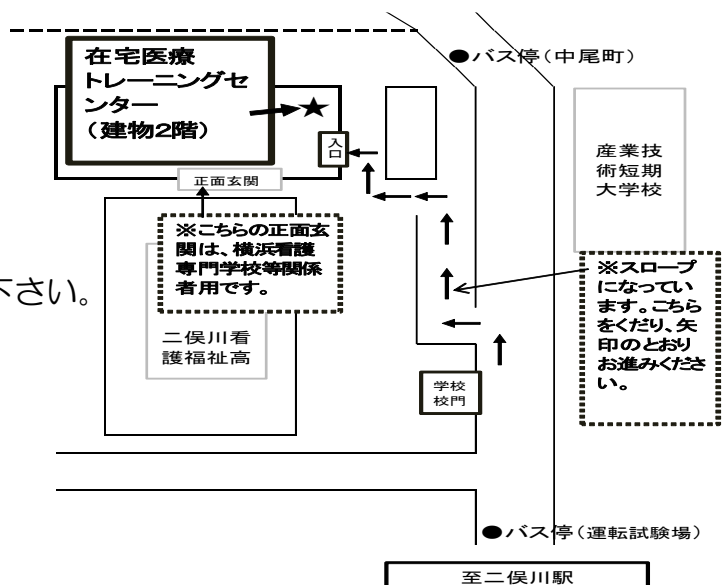 在宅医療
トレーニングセ
ンター
（建物2階）
●バス停（中尾町）
入口
正面玄関
産業技
術短期
大学校
※こちらの正面玄
関は、横浜看護
専門学校等関係
者用です。
下さい。
二俣川看
護福祉高
※スロープ
になってい
ます。こちら
をくだり、矢
印のとおり
お進みくださ
い。
学校
校門
●バス停（運転試験場）
至二俣川駅